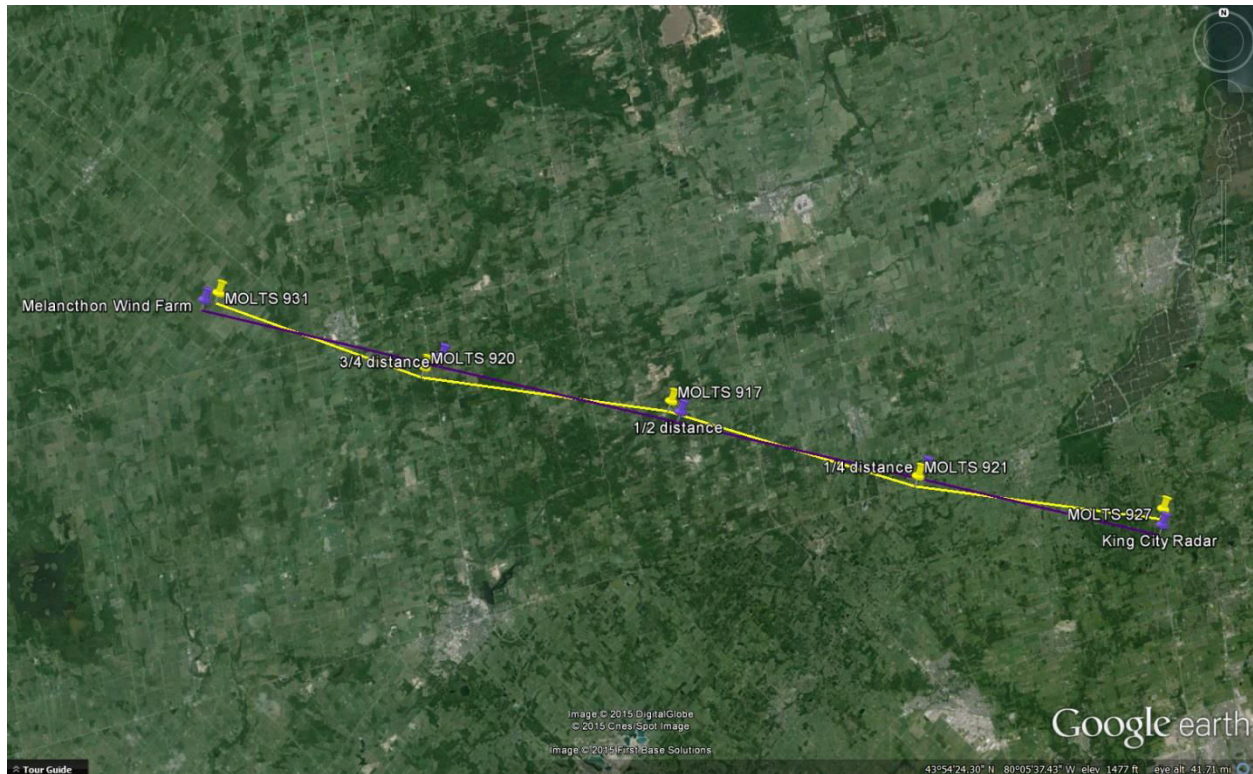 N
MOLTS 931
Melancthon Wind Farm
MOLTS 920
3/4 distance
MOLTS 917
1/2 distance
1/4 distance
MOLTS 921
MOLTS 927
King City Radar
Image © 2015 DigitalGlobe
© 2015 Cnes/Spot Image
Image © 2015 First Base Solutions
Google earth
Tour Guide
43°54'24.30" N 80°05'37.43" W elev 1477 ft eye alt 41.71 mi